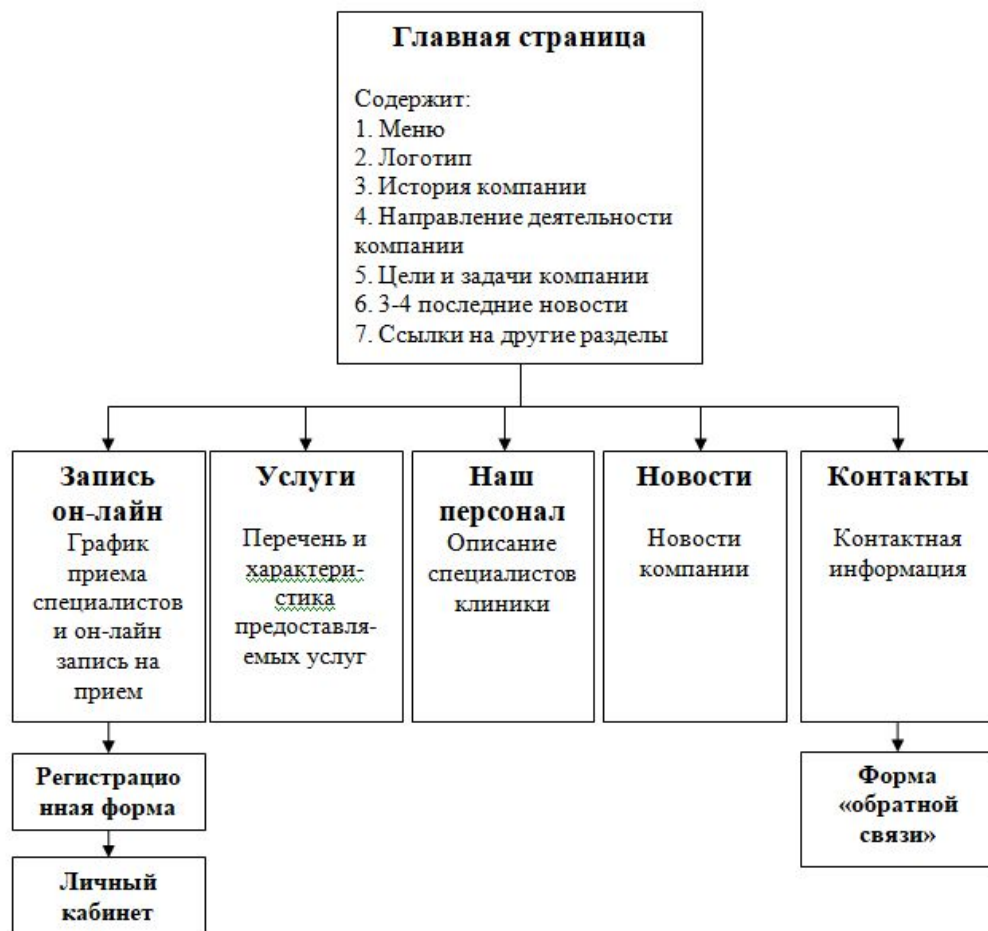 Главная страница
Содержит:
1. Меню
2. Логотип
3. История компании
4. Направление деятельности
компании
5. Цели и задачи компании
6. 3-4 последние новости
7. Ссылки на другие разделы
Запись
он-лайн
График
приема
специалистов
и он-лайн
запись на
прием
Услуги
Перечень и
характери-
стика
предоставля-
емых услуг
Наш
персонал
Описание
специалистов
клиники
Новости
Новости
компании
Контакты
Контактная
информация
Регистрацио
нная форма
Форма
«обратной
связи»
Личный
кабинет